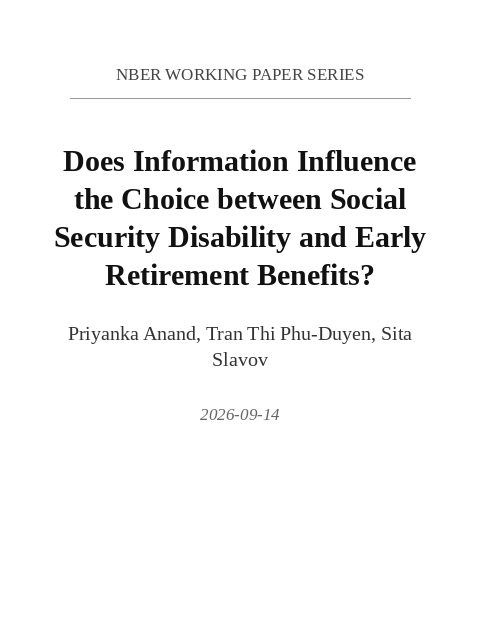 NBER WORKING PAPER SERIES
Does Information Influence
the Choice between Social
Security Disability and Early
Retirement Benefits?
Priyanka Anand, Tran Thi Phu-Duyen, Sita
Slavov
2026-09-14